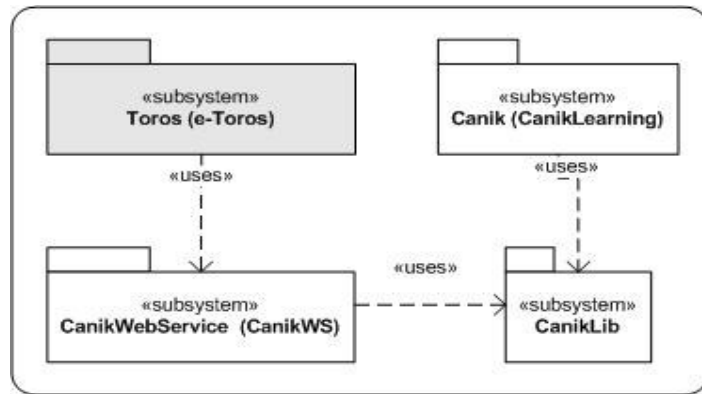 «subsystem»
Toros (e-Toros)
«subsystem»
Canik (CanikLearning)
«uses»
«uses»
«uses»
«subsystem»
CanikWebService (CanikWS)
«subsystem»
CanikLib